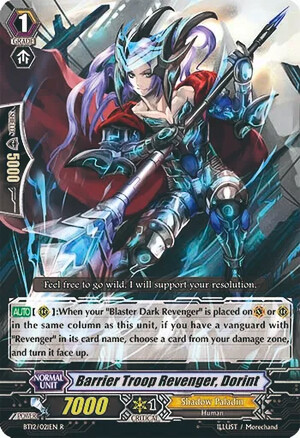 1
GRADE
SHIELD
5000
Feel free to go wild. I will support your resolution.
AUTO 1:When your "Blaster Dark Revenger" is placed on or
in the same column as this unit, if you have a vanguard with
"Revenger" in its card name, choose a card from your damage zone,
and turn it face up.
NORMAL
UNIT
Barrier Troop Revenger, Dorint
POWER
7000
1
CRITICAL
Shadow Paladin
Human
BT12/021EN R
ILLUST / Morechand